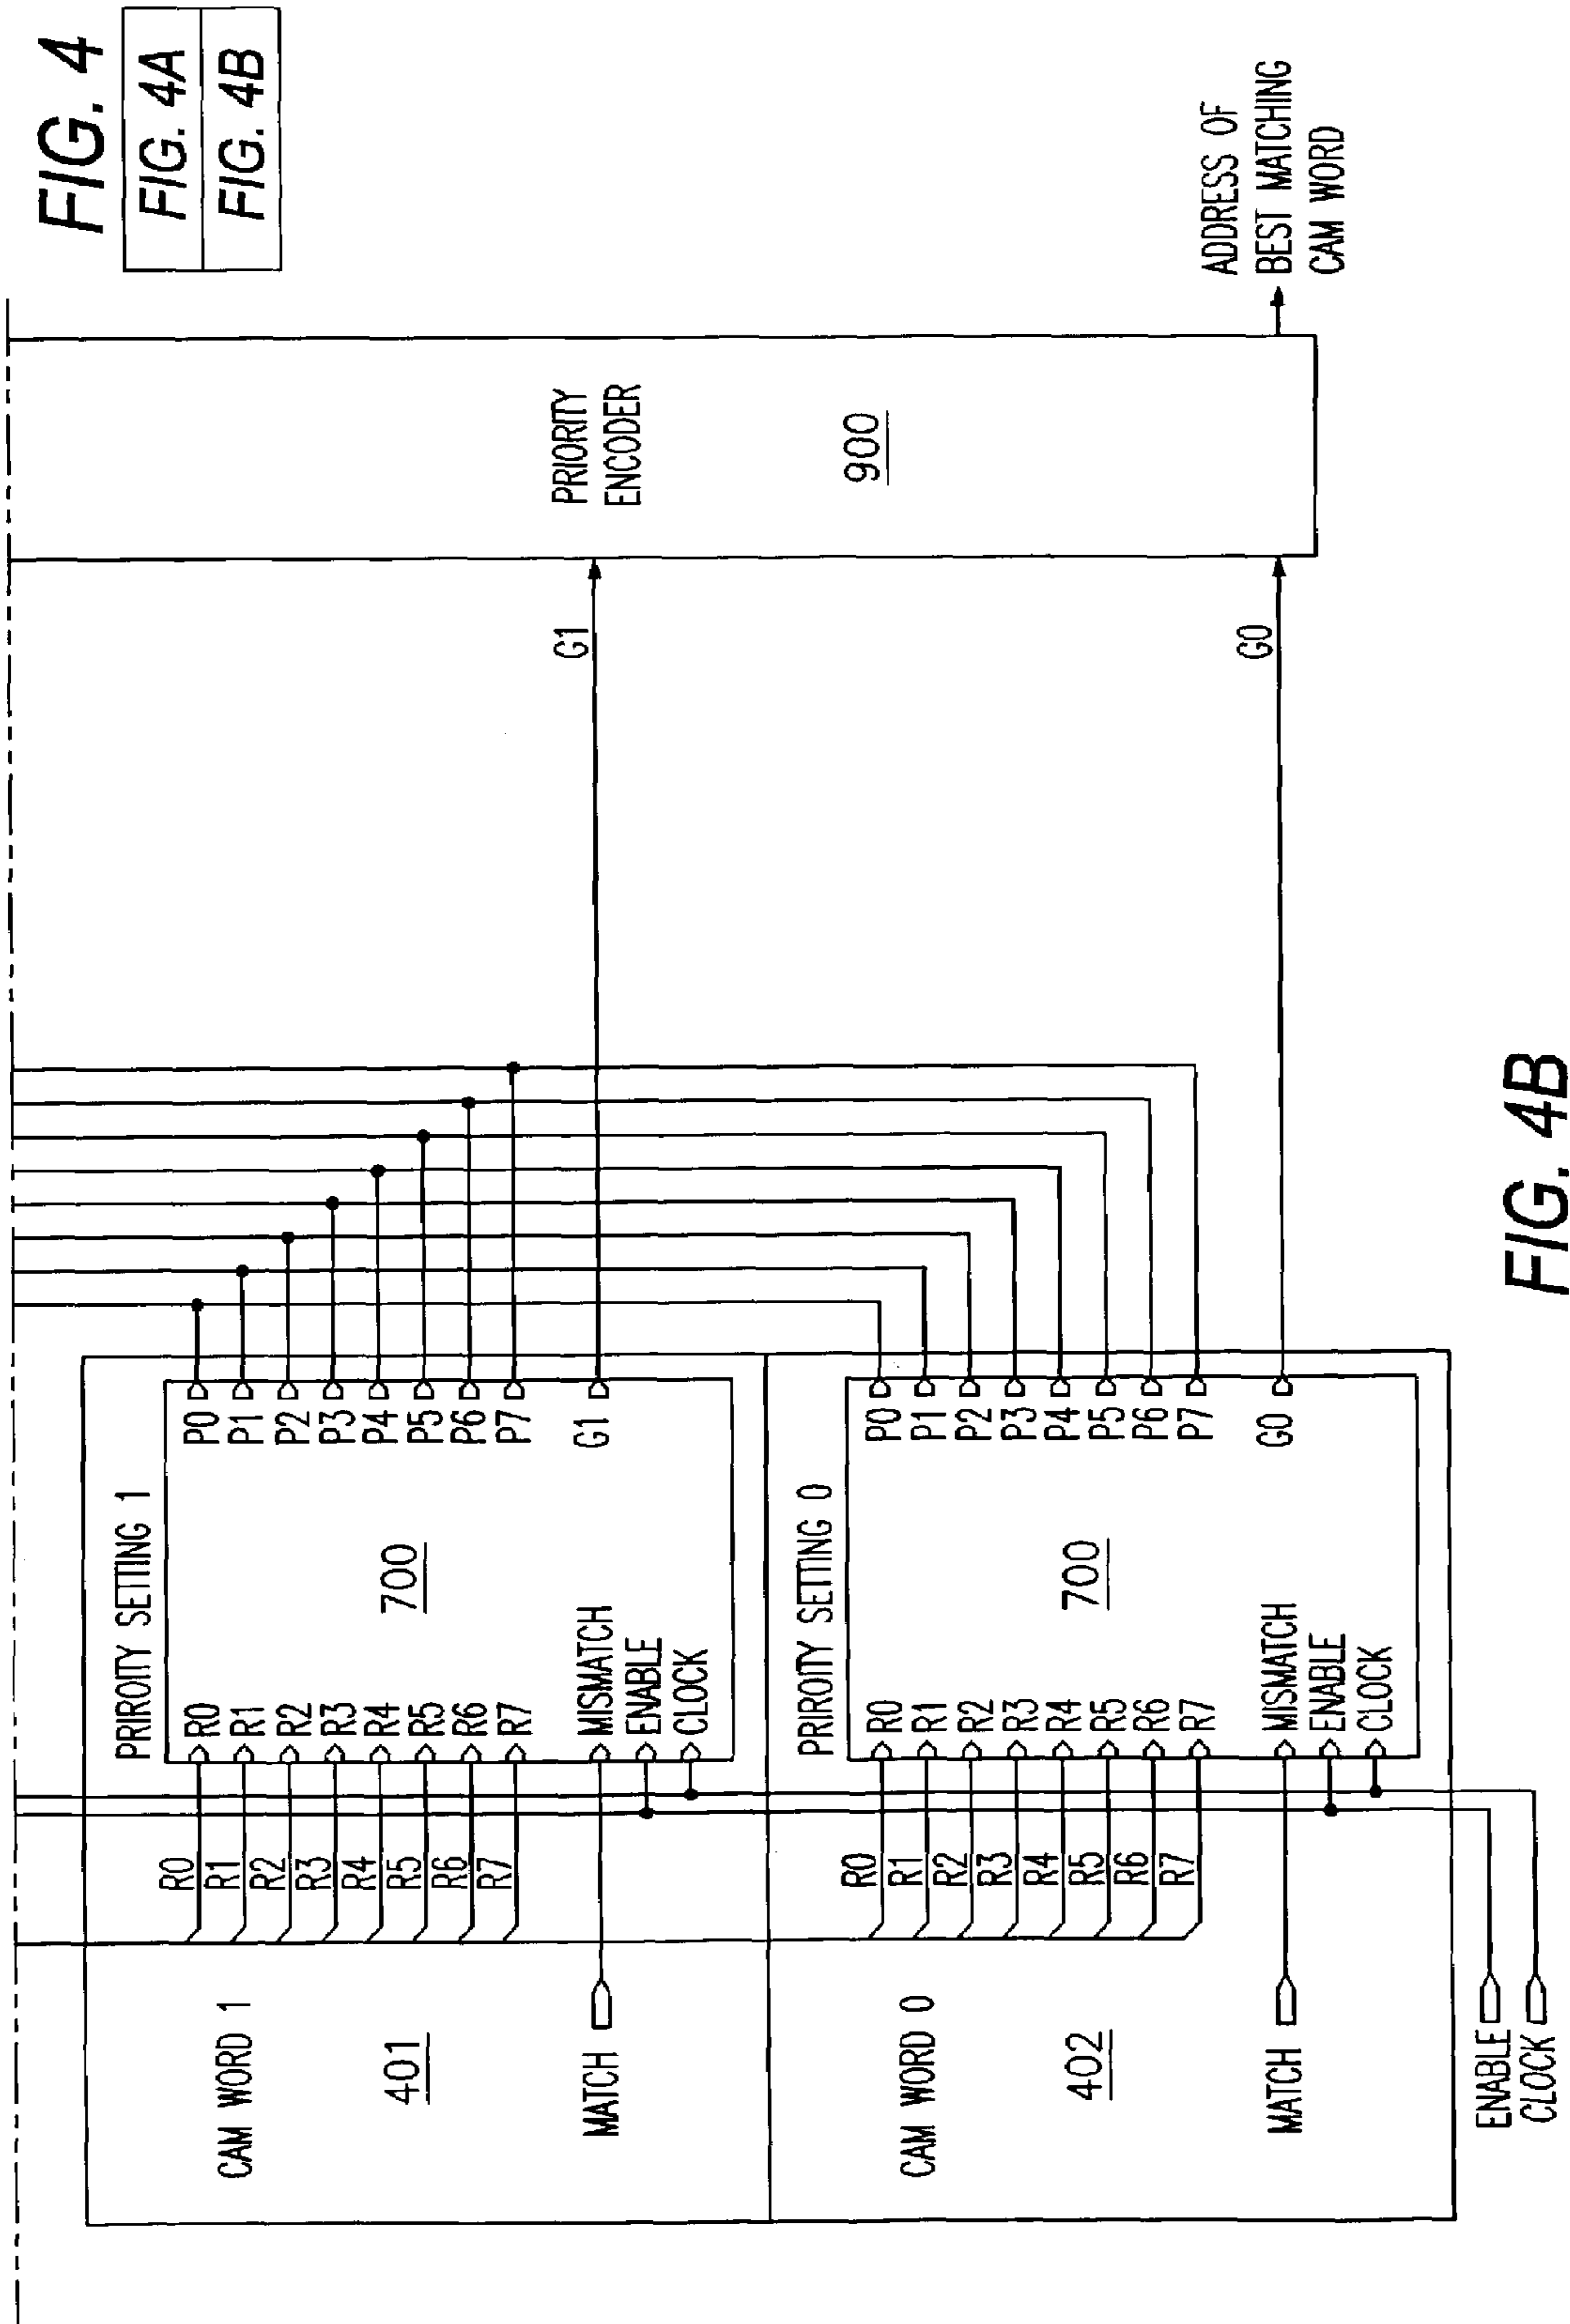 FIG. 4
FIG. 4A
FIG. 4B
CAM WORD 1
401
MATCH
R0
R1
R2
R3
R4
R5
R6
R7
PRIROITY SETTING 1
R0
R1
R2
R3
R4
R5
R6
R7
MISMATCH
ENABLE
CLOCK
700
P0
P1
P2
P3
P4
P5
P6
P7
G1
G1
PRIORITY
ENCODER
900
CAM WORD 0
402
MATCH
R0
R1
R2
R3
R4
R5
R6
R7
PRIROITY SETTING 0
R0
R1
R2
R3
R4
R5
R6
R7
MISMATCH
ENABLE
CLOCK
700
P0
P1
P2
P3
P4
P5
P6
P7
G0
G0
ADDRESS OF
BEST MATCHING
CAM WORD
ENABLE
CLOCK
FIG. 4B